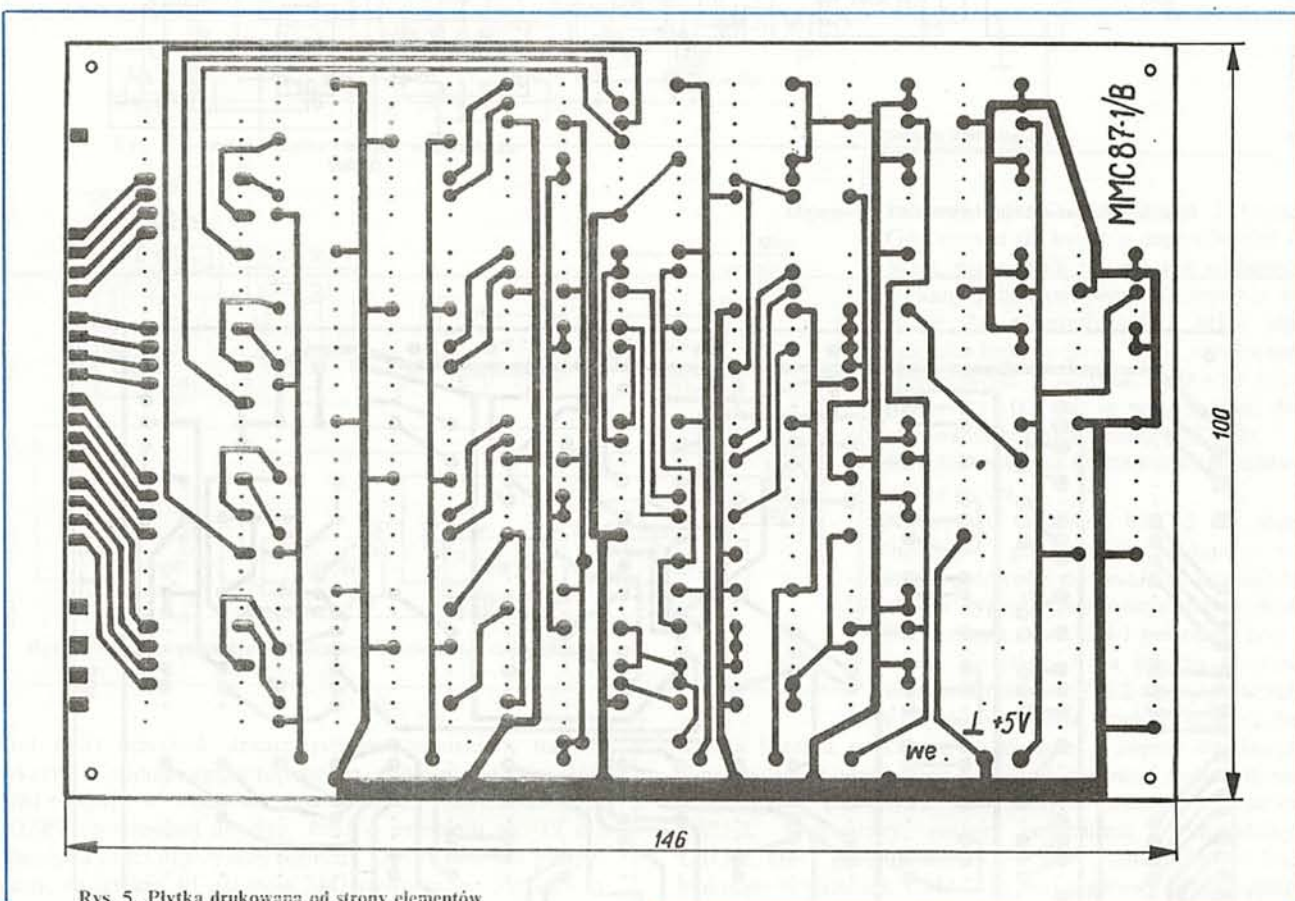 MMC87-1/B
100
⊥ +5V
we
146
Rys. 5. Płytka drukowana od strony elementów